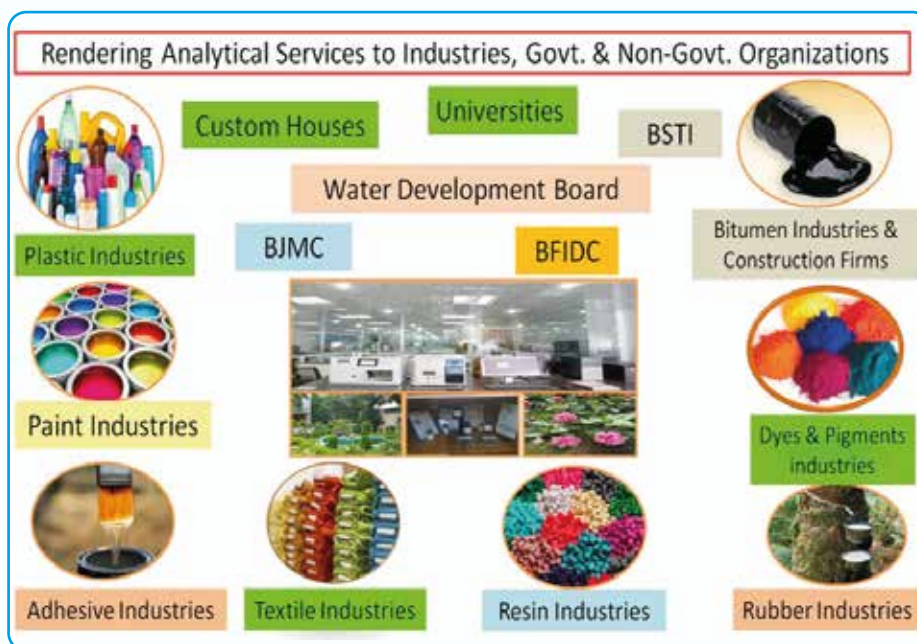 Rendering Analytical Services to Industries, Govt. & Non-Govt. Organizations
Custom Houses
Universities
BSTI
Water Development Board
Plastic Industries
BJMC
BFIDC
Bitumen Industries &
Construction Firms
Paint Industries
Dyes & Pigments
industries
Adhesive Industries
Textile Industries
Resin Industries
Rubber Industries